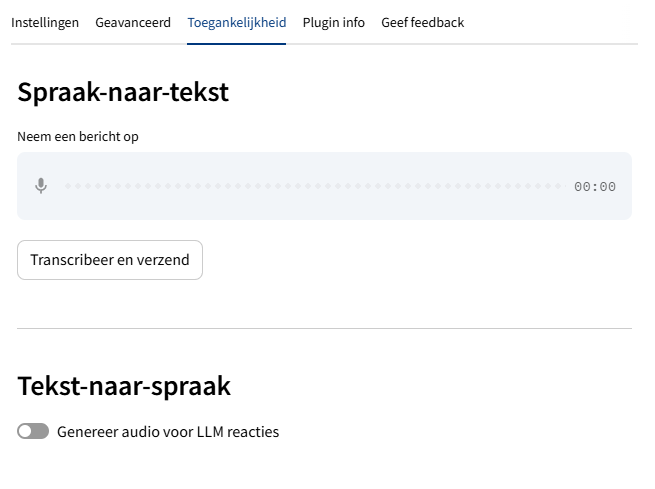 Instellingen Geavanceerd Toegankelijkheid Plugin info Geef feedback
Spraak-naar-tekst
Neem een bericht op
00:00
Transcribeer en verzend
Tekst-naar-spraak
Genereer audio voor LLM reacties